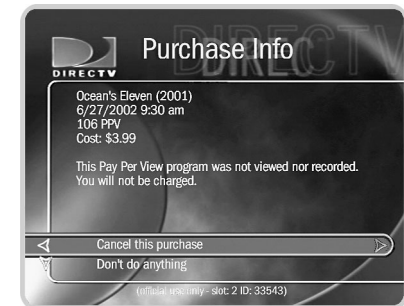 DIRECTV
Purchase Info
DIRECTV
Ocean's Eleven (2001)
6/27/2002 9:30 am
106 PPV
Cost: $3.99
This Pay Per View program was not viewed nor recorded.
You will not be charged.
Cancel this purchase
Don't do anything
(official use only - slot: 2 ID: 33543)